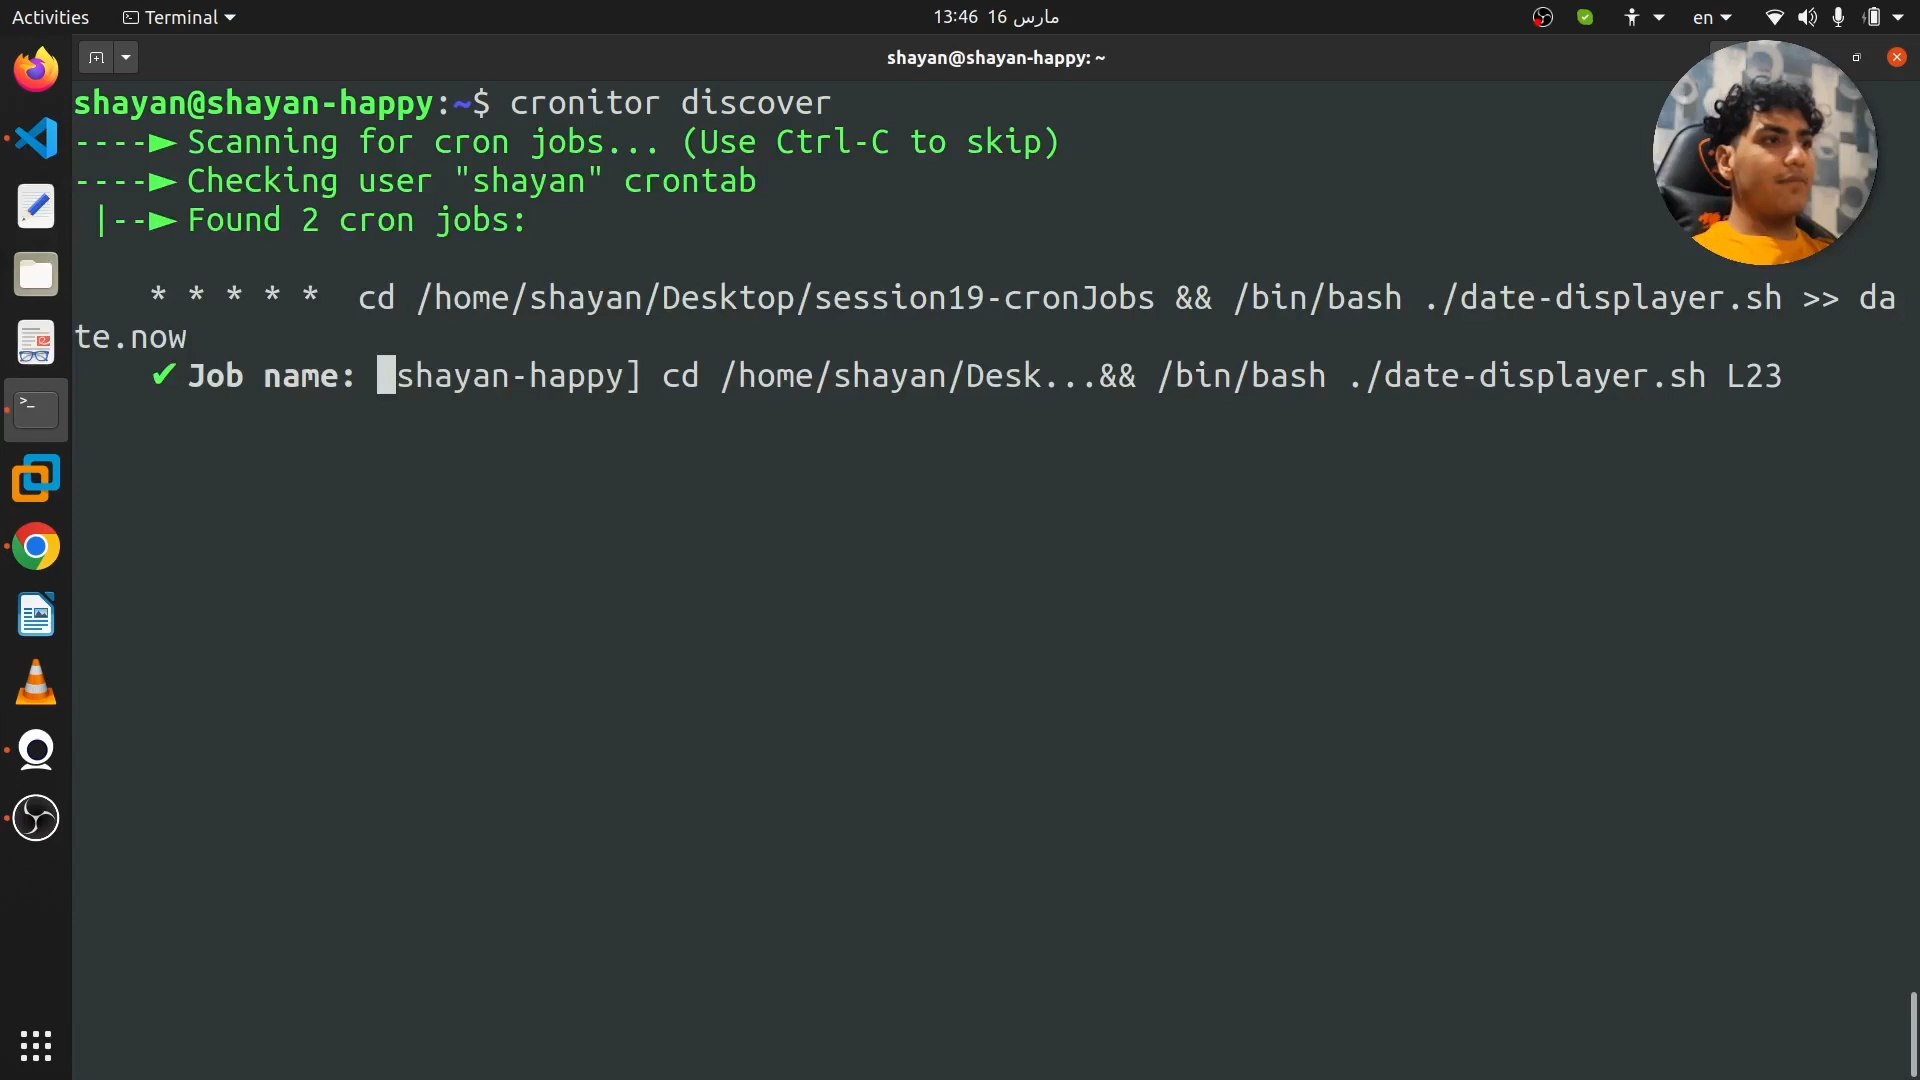 Activities
Terminal
13:46 16 مارس
en
shayan@shayan-happy: ~
shayan@shayan-happy:~$ cronitor discover
----► Scanning for cron jobs... (Use Ctrl-C to skip)
----► Checking user "shayan" crontab
|--► Found 2 cron jobs:
* * * * *  cd /home/shayan/Desktop/session19-cronJobs && /bin/bash ./date-displayer.sh >> da
te.now
✔ Job name: shayan-happy] cd /home/shayan/Desk...&& /bin/bash ./date-displayer.sh L23